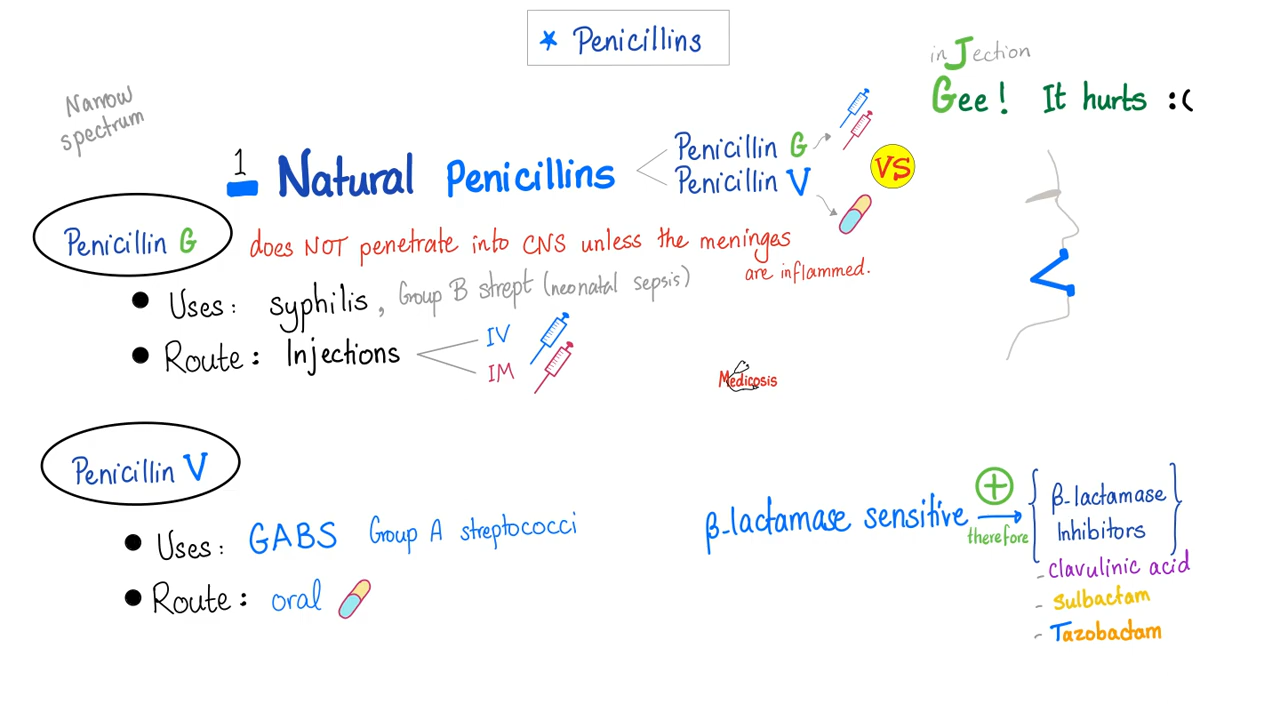 ★ Penicillins
inJection
Gee! It hurts :(
Narrow
spectrum
1 Natural Penicillins
Penicillin G
Penicillin V
VS
Penicillin G
does NOT penetrate into CNS unless the meninges
are inflammed.
● Uses: syphilis, Group B strept (neonatal sepsis)
● Route: Injections
IV
IM
Medicosis
Penicillin V
● Uses: GABS Group A streptococci
● Route: oral
β-lactamase sensitive
therefore
{ β-lactamase
Inhibitors }
- clavulinic acid
- Sulbactam
- Tazobactam